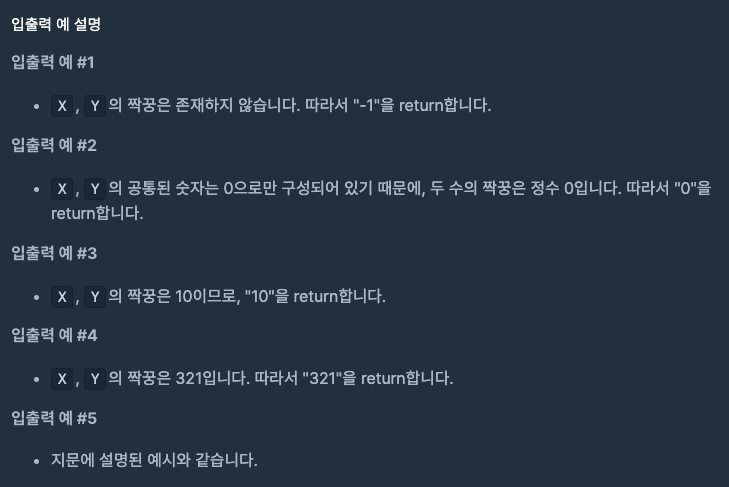 입출력 예 설명
입출력 예 #1
• X, Y의 짝꿍은 존재하지 않습니다. 따라서 "-1"을 return합니다.
입출력 예 #2
• X, Y의 공통된 숫자는 0으로만 구성되어 있기 때문에, 두 수의 짝꿍은 정수 0입니다. 따라서 "0"을
return합니다.
입출력 예 #3
• X, Y의 짝꿍은 10이므로, "10"을 return합니다.
입출력 예 #4
• X, Y의 짝꿍은 321입니다. 따라서 "321"을 return합니다.
입출력 예 #5
• 지문에 설명된 예시와 같습니다.